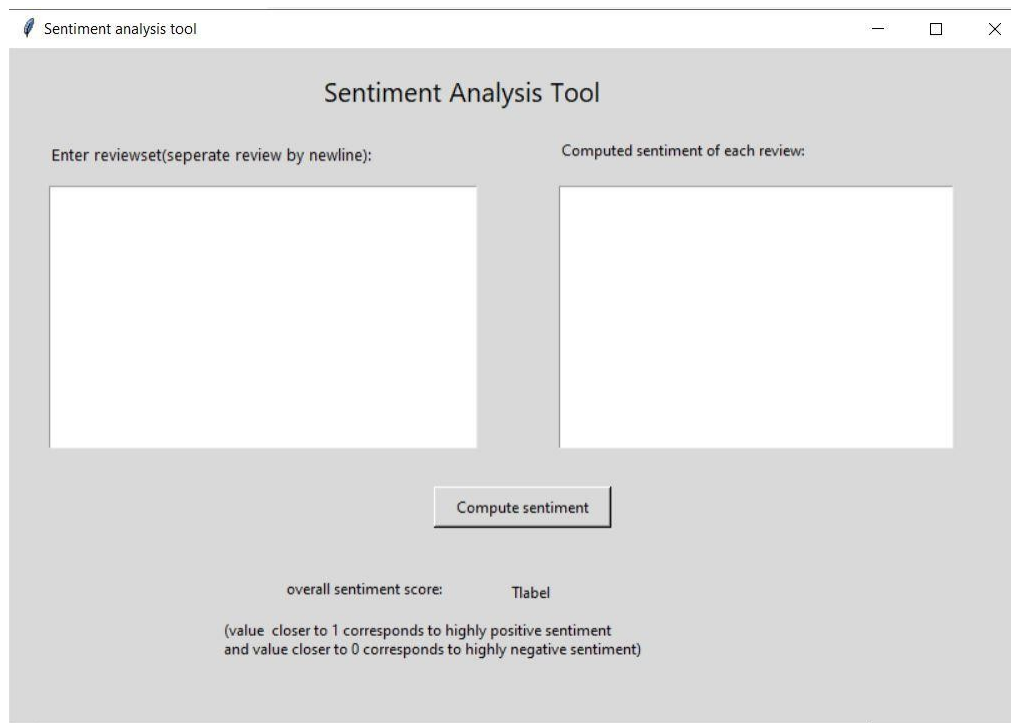 Sentiment analysis tool
Sentiment Analysis Tool
Enter reviewset(seperate review by newline):
Computed sentiment of each review:
Compute sentiment
overall sentiment score:
Tlabel
(value  closer to 1 corresponds to highly positive sentiment
and value closer to 0 corresponds to highly negative sentiment)